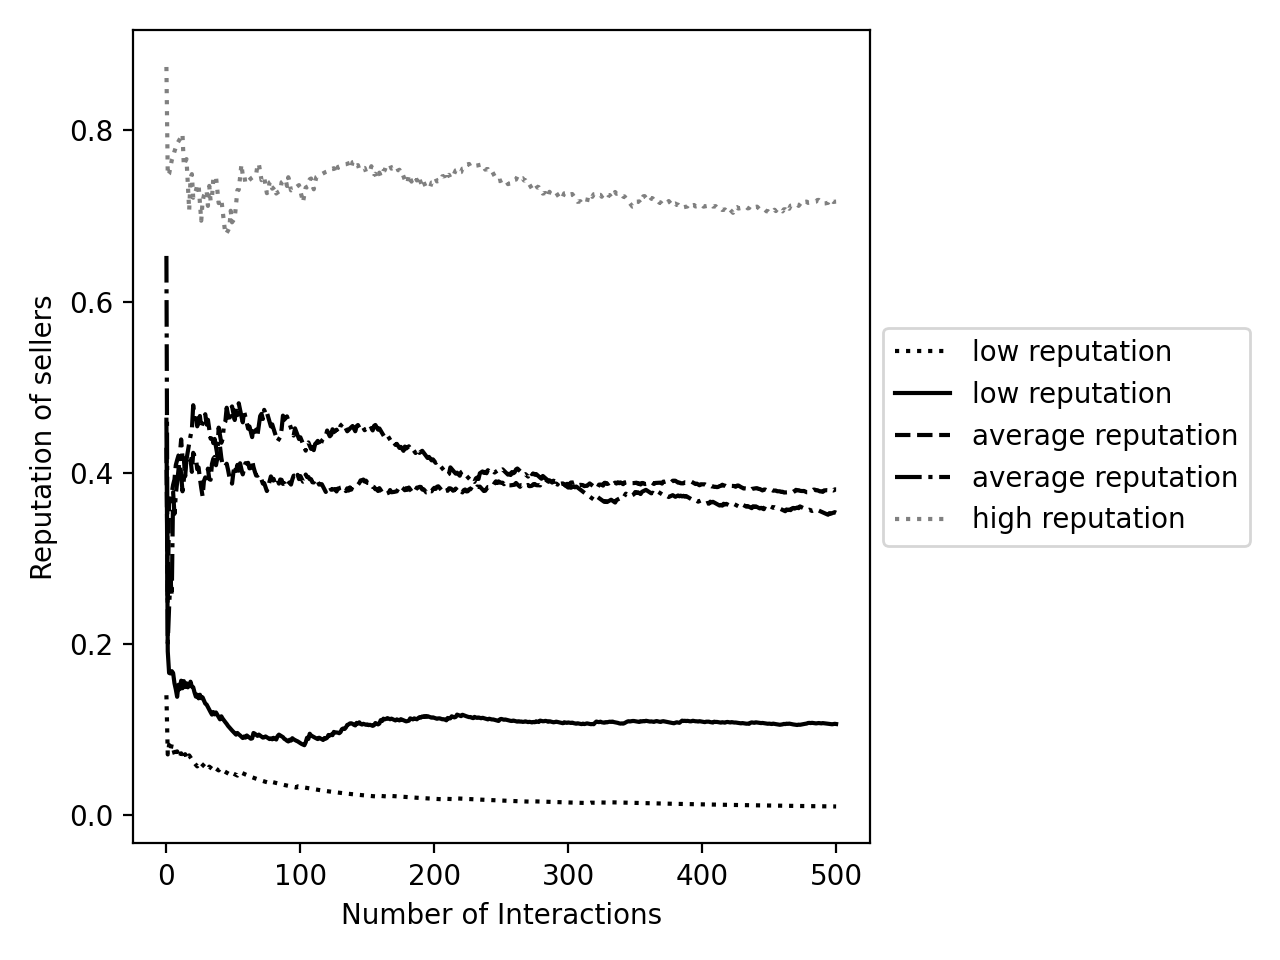 Reputation of sellers
0.8
0.6
0.4
0.2
0.0
0 100 200 300 400 500
Number of Interactions
low reputation
low reputation
average reputation
average reputation
high reputation